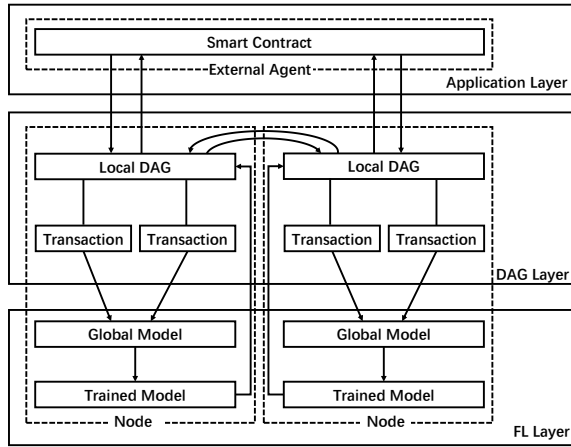 Smart Contract
External Agent
Application Layer
Local DAG
Local DAG
Transaction
Transaction
Transaction
Transaction
DAG Layer
Global Model
Global Model
Trained Model
Trained Model
Node
Node
FL Layer